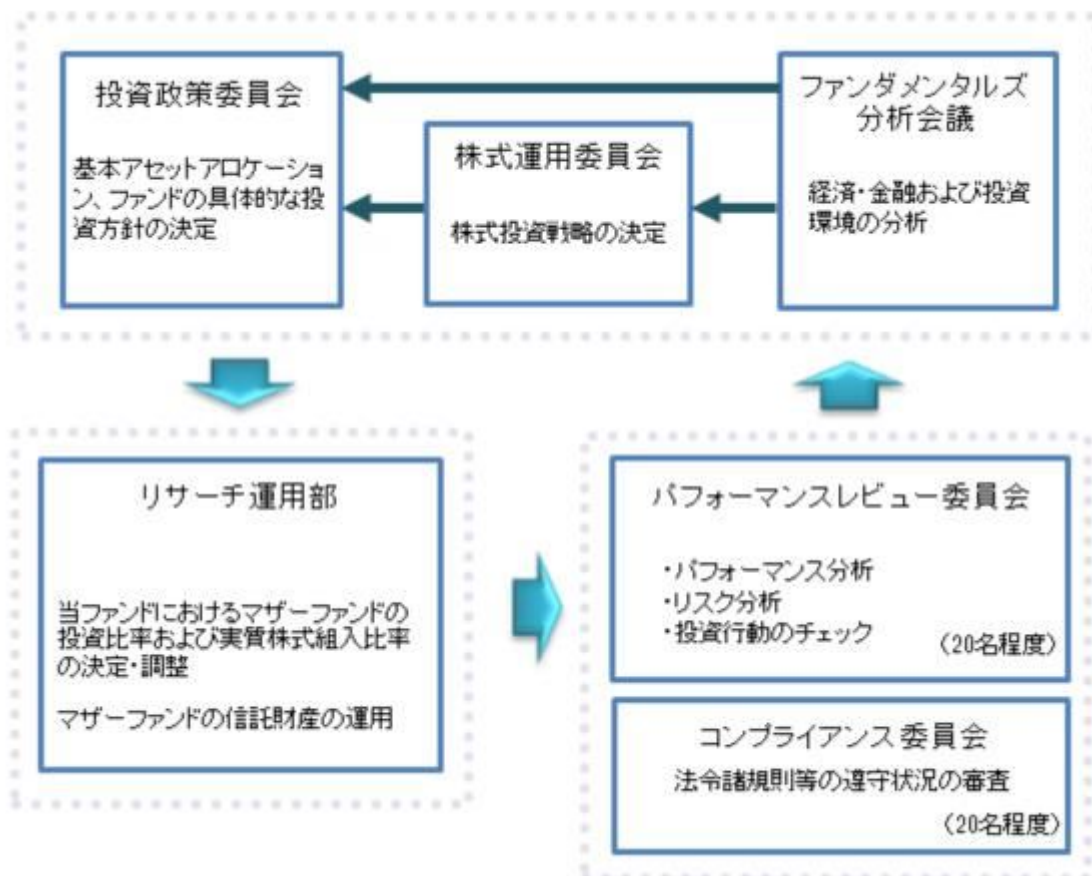 投資政策委員会
基本アセットアロケーショ
ン、ファンドの具体的な投
資方針の決定
株式運用委員会
株式投資戦略の決定
ファンダメンタルズ
分析会議
経済・金融および投資
環境の分析
リサーチ運用部
当ファンドにおけるマザーファンドの
投資比率および実質株式組入比率
の決定・調整
マザーファンドの信託財産の運用
パフォーマンスレビュー委員会
・パフォーマンス分析
・リスク分析
・投資行動のチェック
(20名程度)
コンプライアンス委員会
法令諸規則等の遵守状況の審査
(20名程度)